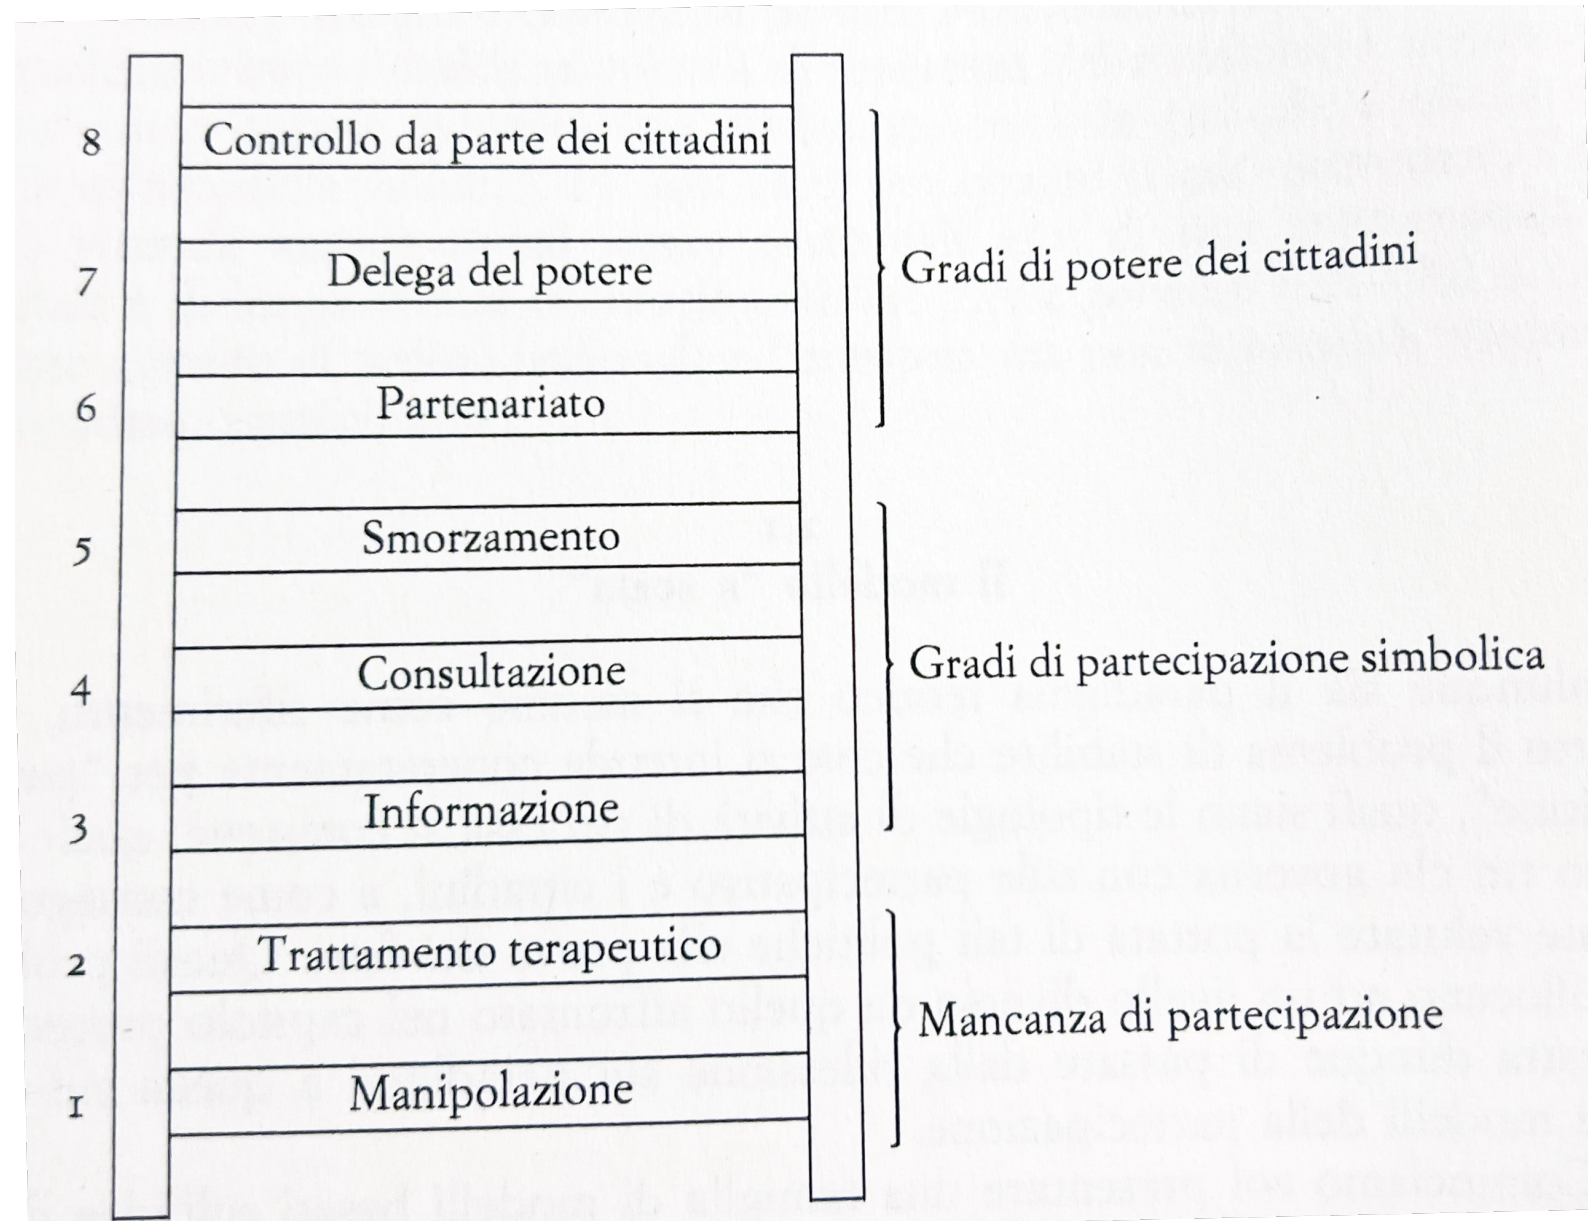 8 Controllo da parte dei cittadini
7 Delega del potere
Gradi di potere dei cittadini
6 Partenariato
5 Smorzamento
4 Consultazione
Gradi di partecipazione simbolica
3 Informazione
2 Trattamento terapeutico
Mancanza di partecipazione
1 Manipolazione